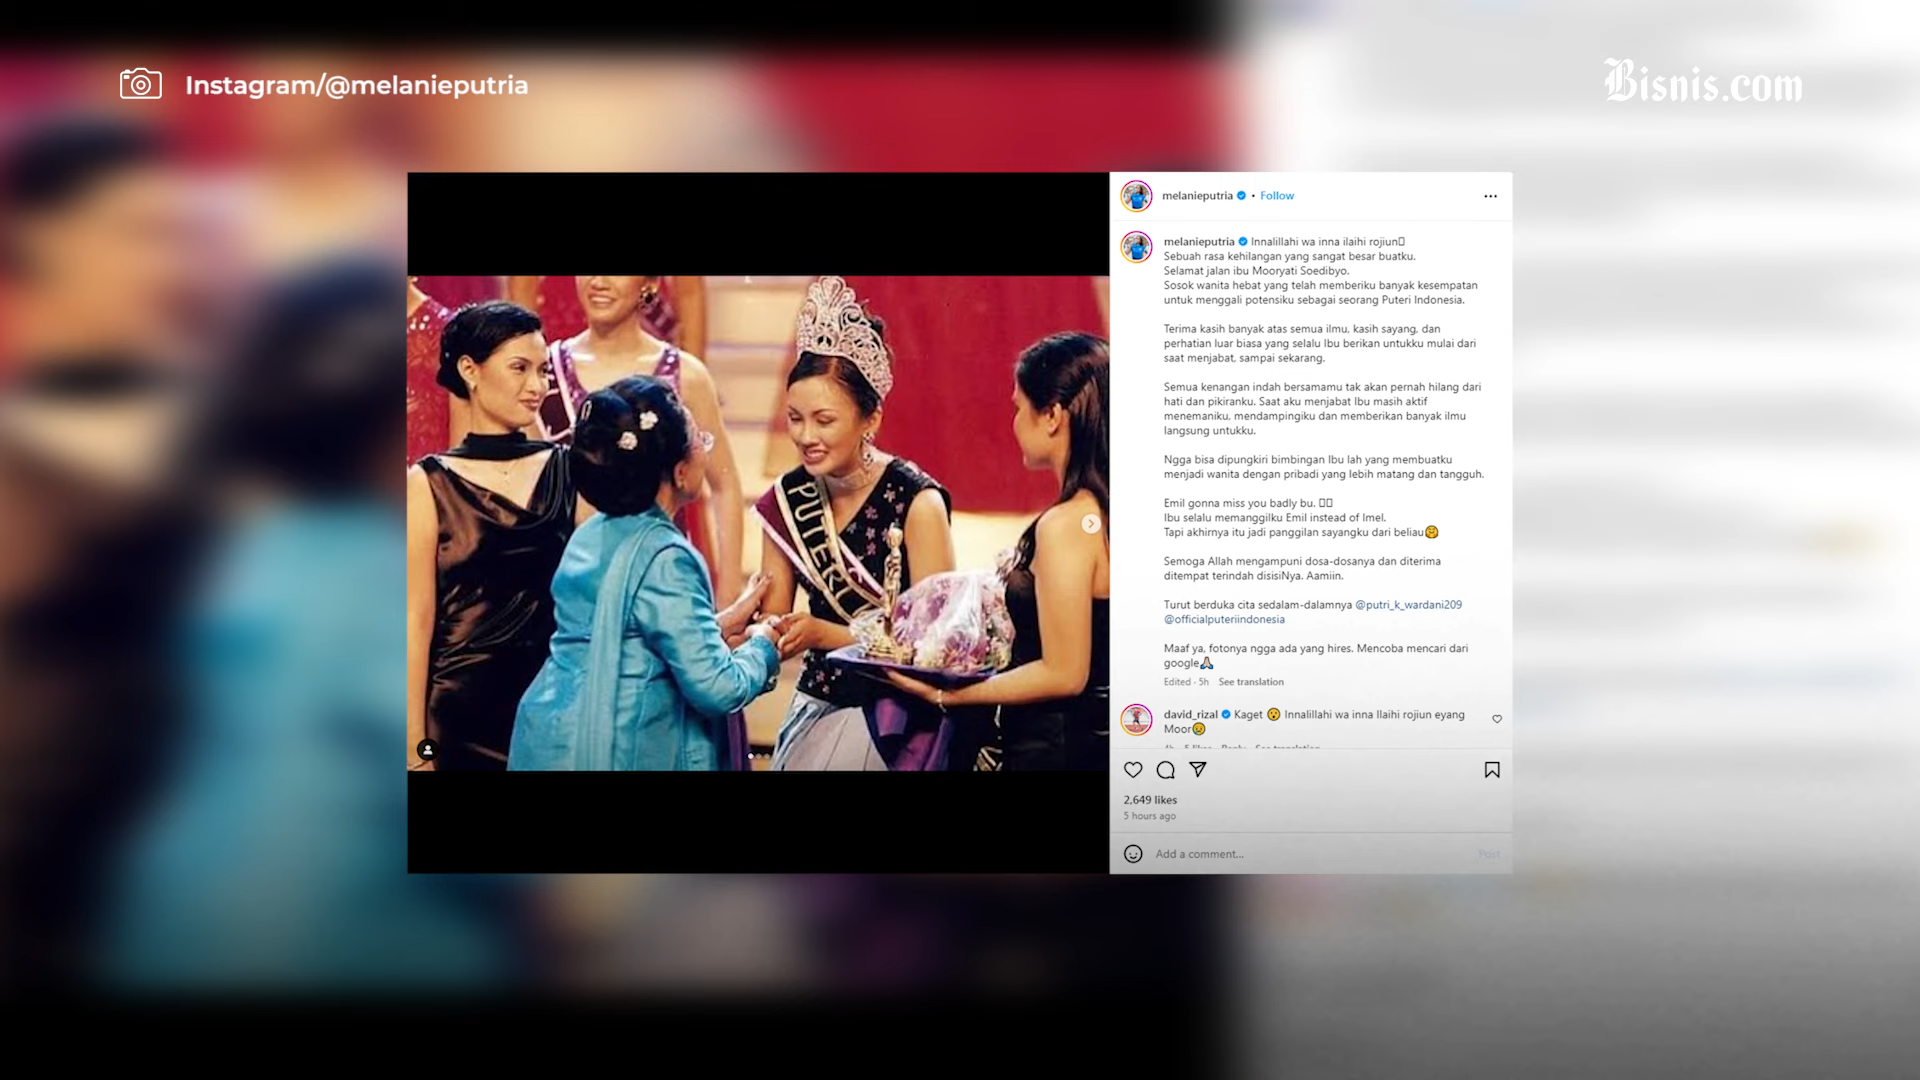 Instagram/@melanieputria
Bisnis.com
melanieputria • Follow
melanieputria Innalillahi wa inna ilaihi rojiun
Sebuah rasa kehilangan yang sangat besar buatku.
Selamat jalan ibu Mooryati Soedibyo.
Sosok wanita hebat yang telah memberiku banyak kesempatan
untuk menggali potensiku sebagai seorang Puteri Indonesia.
Terima kasih banyak atas semua ilmu, kasih sayang, dan
perhatian luar biasa yang selalu Ibu berikan untukku mulai dari
saat menjabat, sampai sekarang.
Semua kenangan indah bersamamu tak akan pernah hilang dari
hati dan pikiranku. Saat aku menjabat Ibu masih aktif
menemaniku, mendampingiku dan memberikan banyak ilmu
langsung untukku.
Ngga bisa dipungkiri bimbingan Ibu lah yang membuatku
menjadi wanita dengan pribadi yang lebih matang dan tangguh.
Emil gonna miss you badly bu.
Ibu selalu memanggilku Emil instead of Imel.
Tapi akhirnya itu jadi panggilan sayangku dari beliau🤗
Semoga Allah mengampuni dosa-dosanya dan diterima
ditempat terindah disisiNya. Aamiin.
Turut berduka cita sedalam-dalamnya @putri_k_wardani209
@officialputeriindonesia
Maaf ya, fotonya ngga ada yang hires. Mencoba mencari dari
google🙏
Edited · 5h See translation
david_rizal Kaget 😮 Innalillahi wa inna Ilaihi rojiun eyang
Moor😢
4h 5 likes Reply See translation
2,649 likes
5 hours ago
Add a comment...
Post
PUTERI